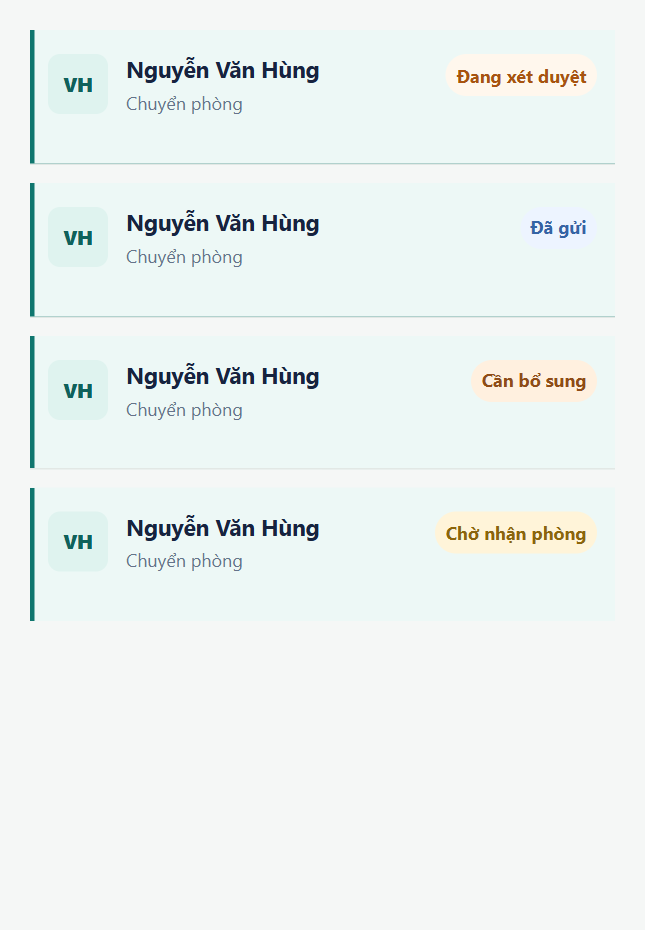 VH
Nguyễn Văn Hùng
Đang xét duyệt
Chuyển phòng
VH
Nguyễn Văn Hùng
Đã gửi
Chuyển phòng
VH
Nguyễn Văn Hùng
Cần bổ sung
Chuyển phòng
VH
Nguyễn Văn Hùng
Chờ nhận phòng
Chuyển phòng